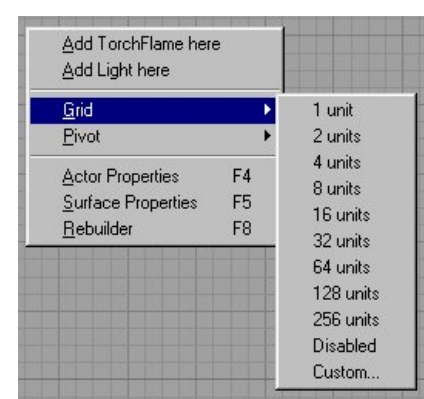 Add TorchFlame here
Add Light here
Grid
Pivot
Actor Properties F4
Surface Properties F5
Rebuilder F8
1 unit
2 units
4 units
8 units
16 units
32 units
64 units
128 units
256 units
Disabled
Custom...